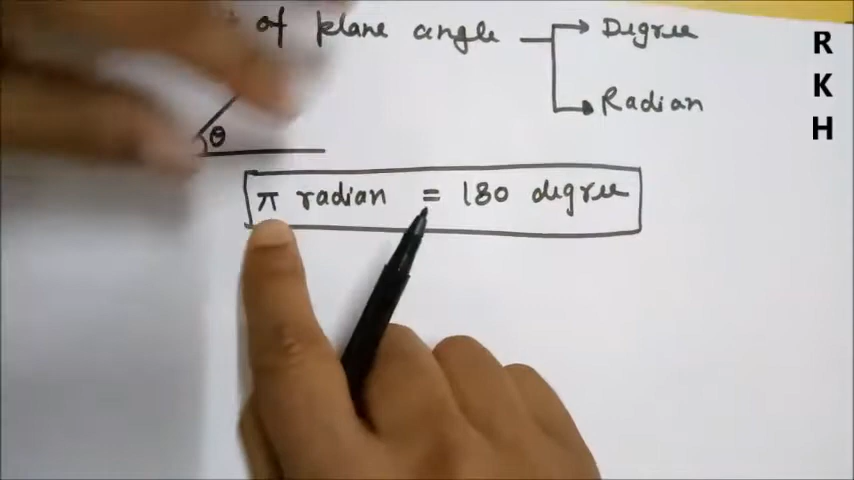 of plane angle
Degree
Radian
θ
π radian = 180 degree
R
K
H